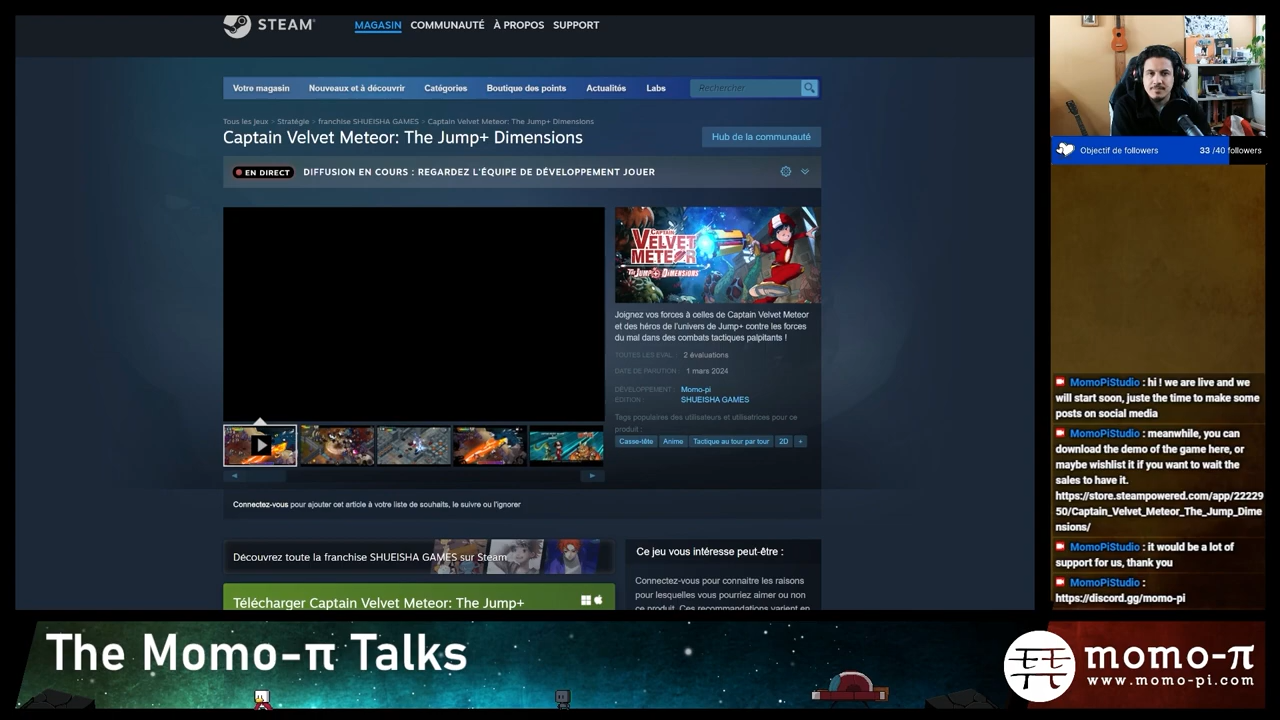 STEAM
MAGASIN COMMUNAUTÉ À PROPOS SUPPORT
Votre magasin Nouveaux et à découvrir Catégories Boutique des points Actualités Labs Rechercher
Tous les jeux > Stratégie > franchise SHUEISHA GAMES > Captain Velvet Meteor: The Jump+ Dimensions
Captain Velvet Meteor: The Jump+ Dimensions
Hub de la communauté
EN DIRECT DIFFUSION EN COURS : REGARDEZ L'ÉQUIPE DE DÉVELOPPEMENT JOUER
CAPTAIN
VELVET
METEOR
THE JUMP+ DIMENSIONS
Joignez vos forces à celles de Captain Velvet Meteor
et des héros de l'univers de Jump+ contre les forces
du mal dans des combats tactiques palpitants !
TOUTES LES ÉVAL. : 2 évaluations
DATE DE PARUTION : 1 mars 2024
DÉVELOPPEMENT : Momo-pi
ÉDITION : SHUEISHA GAMES
Tags populaires des utilisateurs et utilisatrices pour ce
produit :
Casse-tête Anime Tactique au tour par tour 2D +
Connectez-vous pour ajouter cet article à votre liste de souhaits, le suivre ou l'ignorer
Découvrez toute la franchise SHUEISHA GAMES sur Steam
Télécharger Captain Velvet Meteor: The Jump+
Ce jeu vous intéresse peut-être :
Connectez-vous pour connaitre les raisons
pour lesquelles vous pourriez aimer ou non
ce produit. Ces recommandations varient en
Objectif de followers 33 /40 followers
MomoPiStudio : hi ! we are live and we
will start soon, juste the time to make some
posts on social media
MomoPiStudio : meanwhile, you can
download the demo of the game here, or
maybe wishlist it if you want to wait the
sales to have it.
https://store.steampowered.com/app/22229
50/Captain_Velvet_Meteor_The_Jump_Dime
nsions/
MomoPiStudio : it would be a lot of
support for us, thank you
MomoPiStudio :
https://discord.gg/momo-pi
The Momo-π Talks
momo-π
www.momo-pi.com